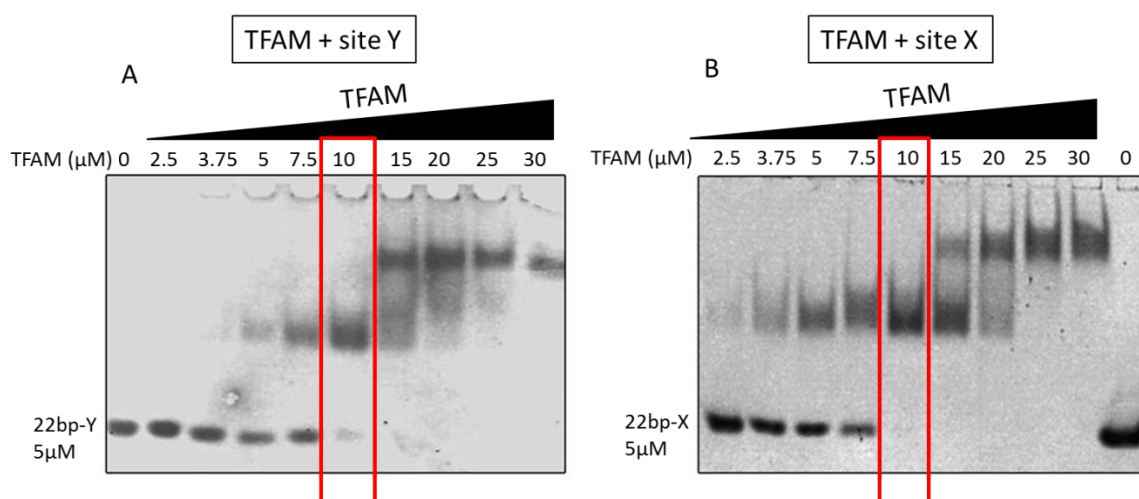 TFAM + site Y
TFAM + site X
A
B
TFAM
TFAM
TFAM (µM) 0 2.5 3.75 5 7.5 10 15 20 25 30
TFAM (µM) 2.5 3.75 5 7.5 10 15 20 25 30 0
22bp-Y
5µM
22bp-X
5µM